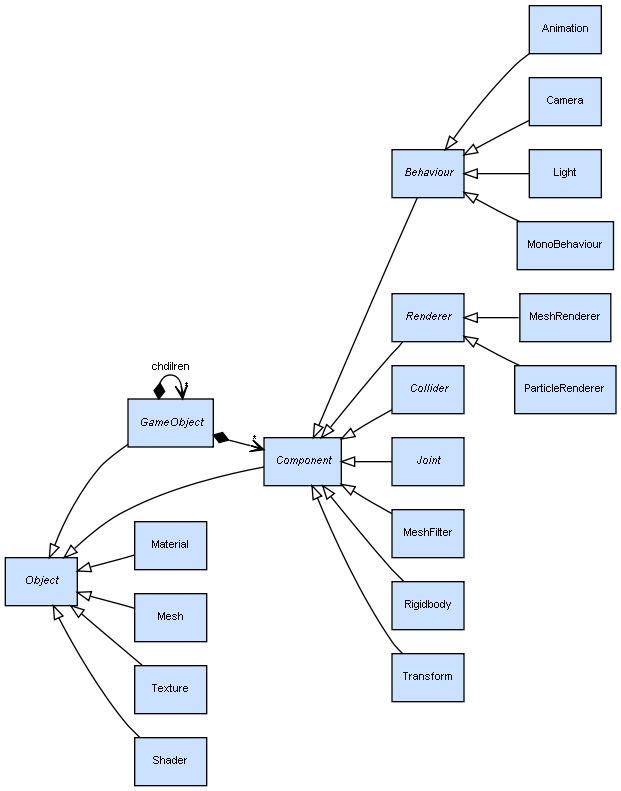 Animation
Camera
Behaviour
Light
MonoBehaviour
Renderer
MeshRenderer
chdilren
*
Collider
ParticleRenderer
GameObject
*
Component
Joint
Material
MeshFilter
Object
Mesh
Rigidbody
Texture
Transform
Shader